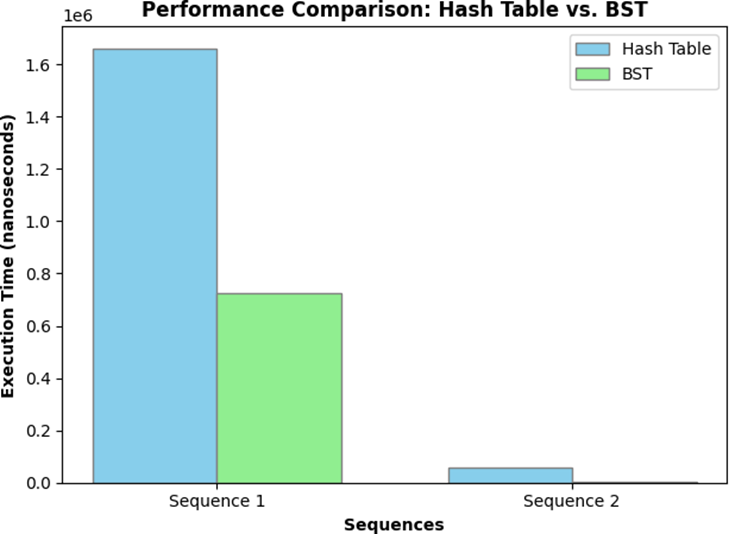 Performance Comparison: Hash Table vs. BST
1e6
Hash Table
BST
1.6
1.4
1.2
1.0
0.8
0.6
0.4
0.2
0.0
Execution Time (nanoseconds)
Sequence 1
Sequence 2
Sequences